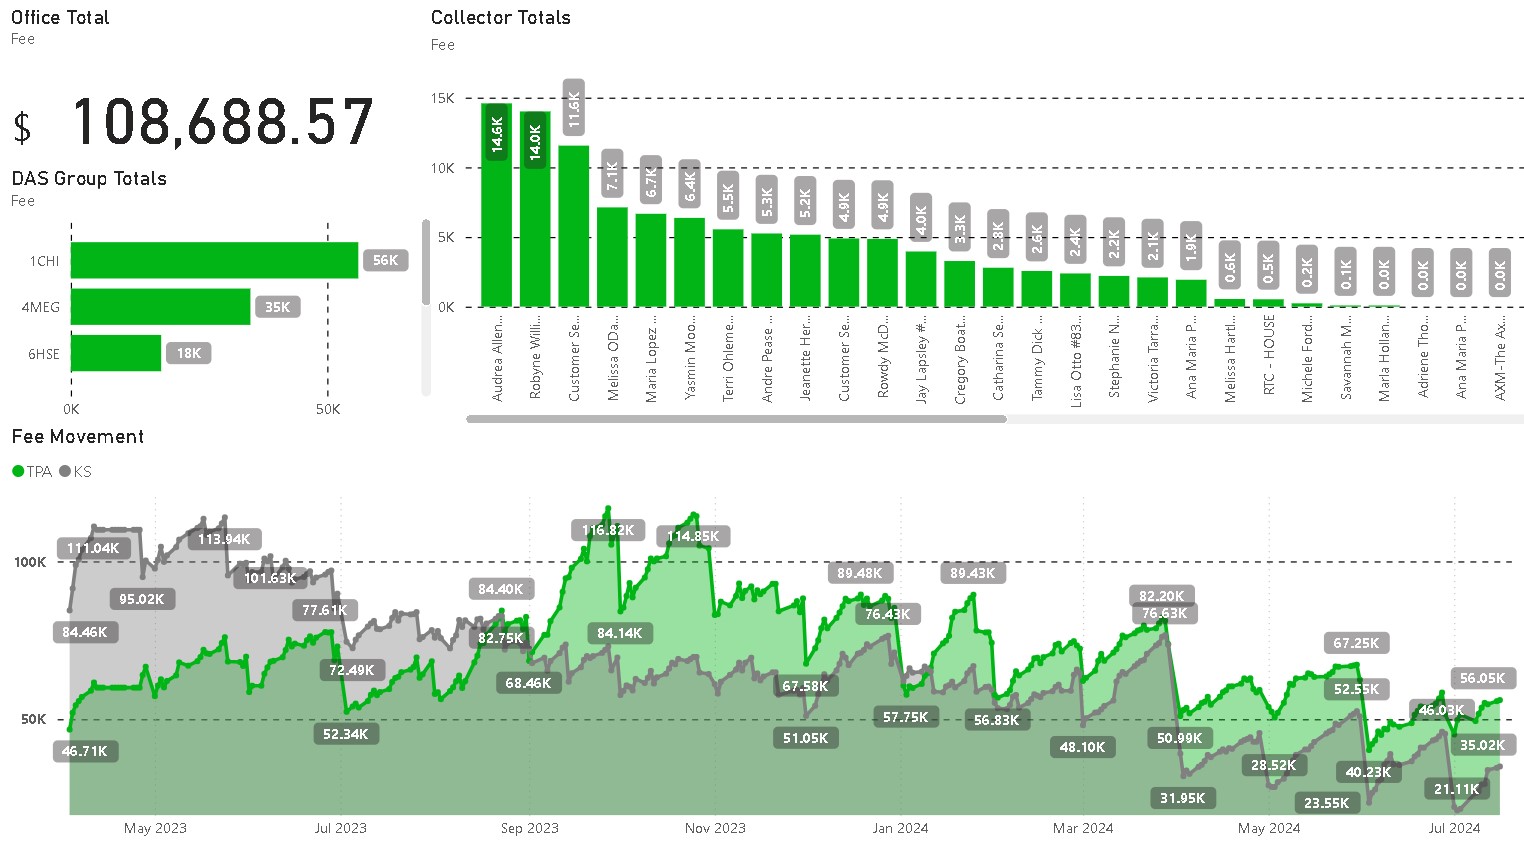 Office Total
Fee
$ 108,688.57
DAS Group Totals
Fee
1CHI
56K
4MEG
35K
6HSE
18K
0K
50K
Collector Totals
Fee
15K
10K
5K
0K
14.6K
14.0K
11.6K
7.1K
6.7K
6.4K
5.5K
5.3K
5.2K
4.9K
4.9K
4.0K
3.3K
2.8K
2.6K
2.4K
2.2K
2.1K
1.9K
0.6K
0.5K
0.2K
0.1K
0.0K
0.0K
0.0K
0.0K
Audrea Allen...
Robyne Willi...
Customer Se...
Melissa ODa...
Maria Lopez ...
Yasmin Moo...
Terri Ohleme...
Andre Pease ...
Jeanette Her...
Customer Se...
Rowdy McD...
Jay Lapsley #...
Cregory Boat...
Catharina Se...
Tammy Dick ...
Lisa Otto #83...
Stephanie N...
Victoria Tarra...
Ana Maria P...
Melissa Hartl...
RTC - HOUSE
Michele Ford...
Savannah M...
Marla Hollan...
Adriene Tho...
Ana Maria P...
AXM-The Ax...
Fee Movement
TPA KS
100K
50K
111.04K
95.02K
84.46K
46.71K
113.94K
101.63K
77.61K
72.49K
52.34K
84.40K
82.75K
68.46K
116.82K
84.14K
114.85K
67.58K
51.05K
89.48K
76.43K
57.75K
89.43K
56.83K
48.10K
82.20K
76.63K
50.99K
31.95K
28.52K
67.25K
52.55K
40.23K
23.55K
46.03K
21.11K
56.05K
35.02K
May 2023
Jul 2023
Sep 2023
Nov 2023
Jan 2024
Mar 2024
May 2024
Jul 2024